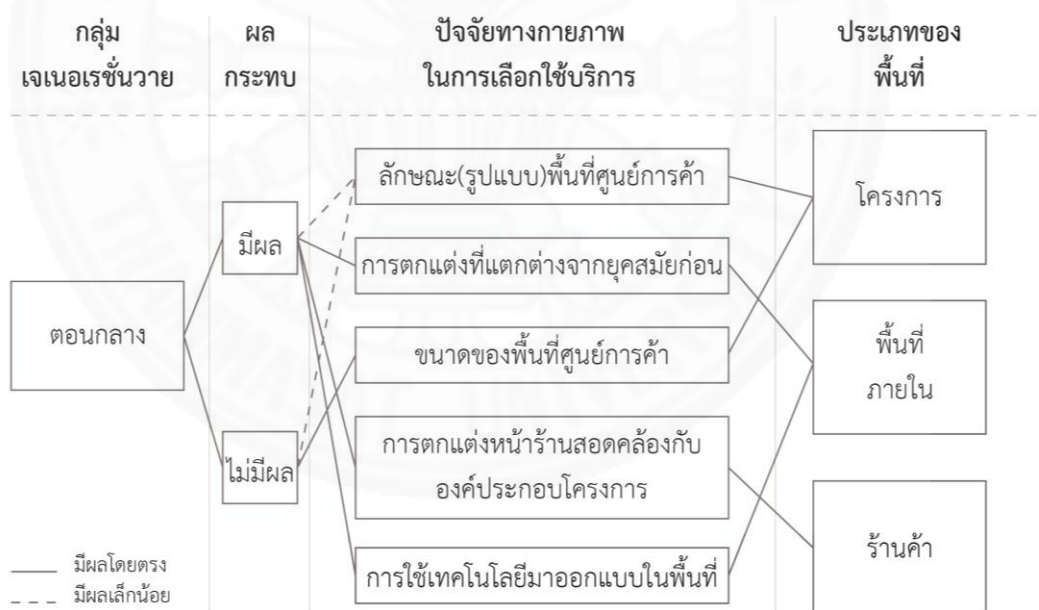 กลุ่ม
เจเนอเรชั่นวาย
ผล
กระทบ
ปัจจัยทางกายภาพ
ในการเลือกใช้บริการ
ประเภทของ
พื้นที่
ตอนกลาง
มีผล
ไม่มีผล
ลักษณะ(รูปแบบ)พื้นที่ศูนย์การค้า
การตกแต่งที่แตกต่างจากยุคสมัยก่อน
ขนาดของพื้นที่ศูนย์การค้า
การตกแต่งหน้าร้านสอดคล้องกับ
องค์ประกอบโครงการ
การใช้เทคโนโลยีมาออกแบบในพื้นที่
โครงการ
พื้นที่
ภายใน
ร้านค้า
มีผลโดยตรง
มีผลเล็กน้อย